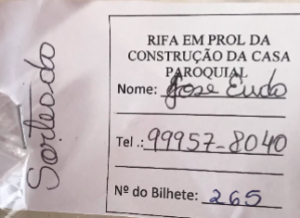 Sorteado
RIFA EM PROL DA
CONSTRUÇÃO DA CASA
PAROQUIAL
Nome: Jose Eudo
Tel .: 99957-8040
Nº do Bilhete: 265